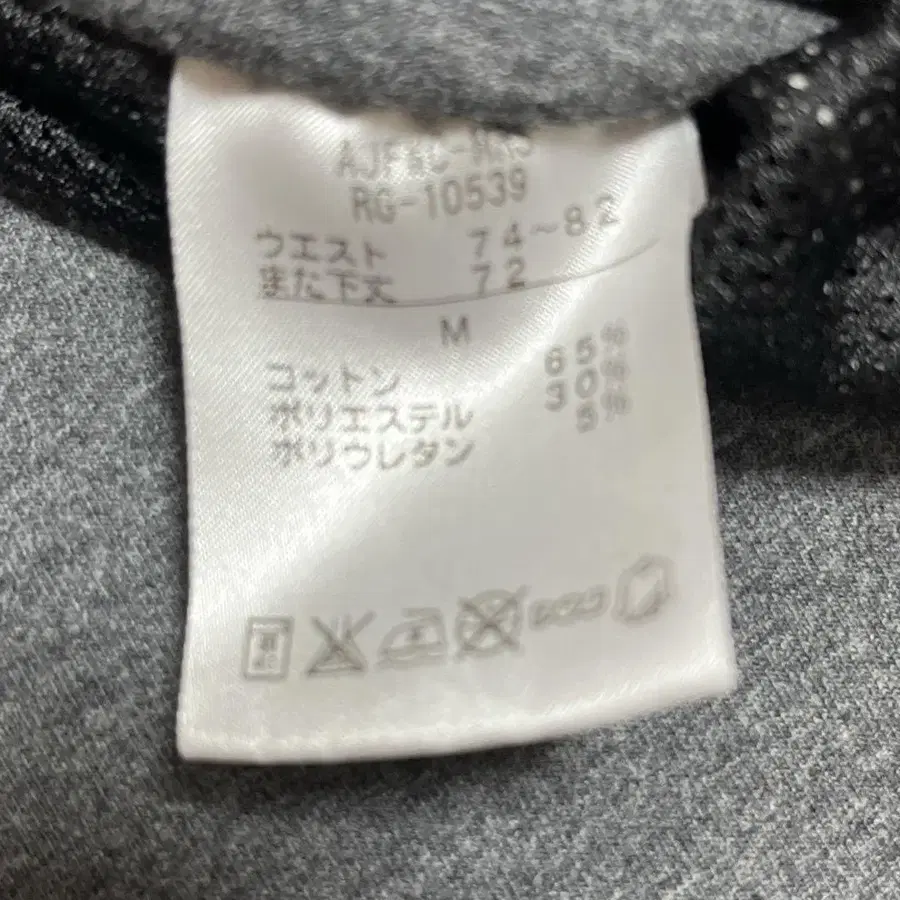 RG-10539
ウエスト 74~82
また下丈 72
M
コットン 65%
ポリエステル 30%
ポリウレタン 5%